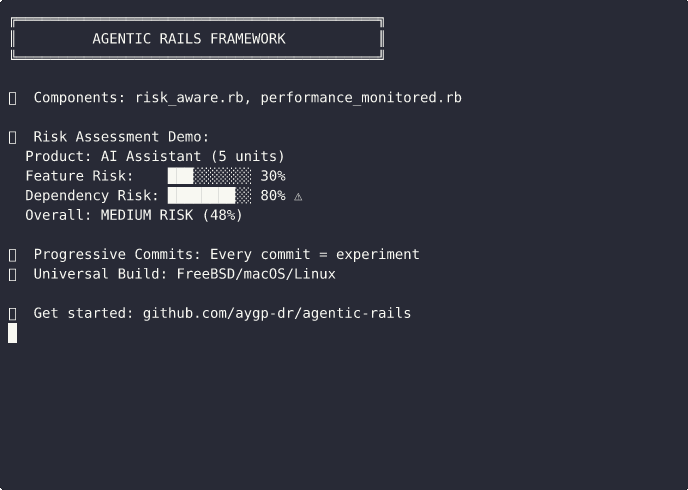 AGENTIC RAILS FRAMEWORK
Components: risk_aware.rb, performance_monitored.rb
Risk Assessment Demo:
Product: AI Assistant (5 units)
Feature Risk: ███░░░░░░░ 30%
Dependency Risk: ████████░░ 80% ⚠
Overall: MEDIUM RISK (48%)
Progressive Commits: Every commit = experiment
Universal Build: FreeBSD/macOS/Linux
Get started: github.com/aygp-dr/agentic-rails